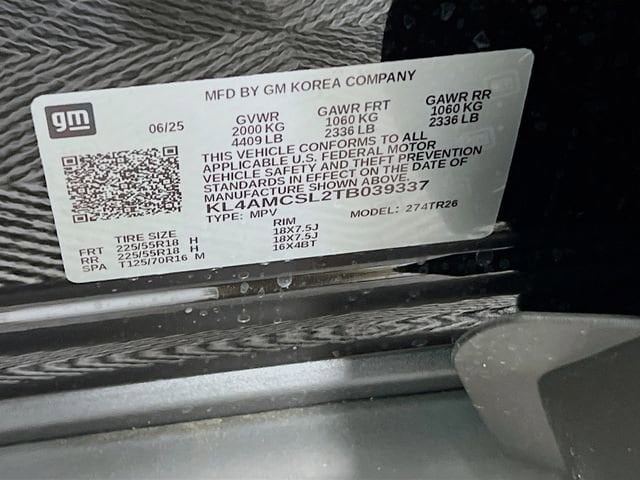 MFD BY GM KOREA COMPANY
gm
06/25
GVWR GAWR FRT GAWR RR
2000 KG 1060 KG 1060 KG
4409 LB 2336 LB 2336 LB
THIS VEHICLE CONFORMS TO ALL
APPLICABLE U.S. FEDERAL MOTOR
VEHICLE SAFETY AND THEFT PREVENTION
STANDARDS IN EFFECT ON THE DATE OF
MANUFACTURE SHOWN ABOVE.
KL4AMCSL2TB039337
TYPE: MPV MODEL: 274TR26
TIRE SIZE RIM
FRT 225/55R18 H 18X7.5J
RR 225/55R18 H 18X7.5J
SPA T125/70R16 M 16X4BT